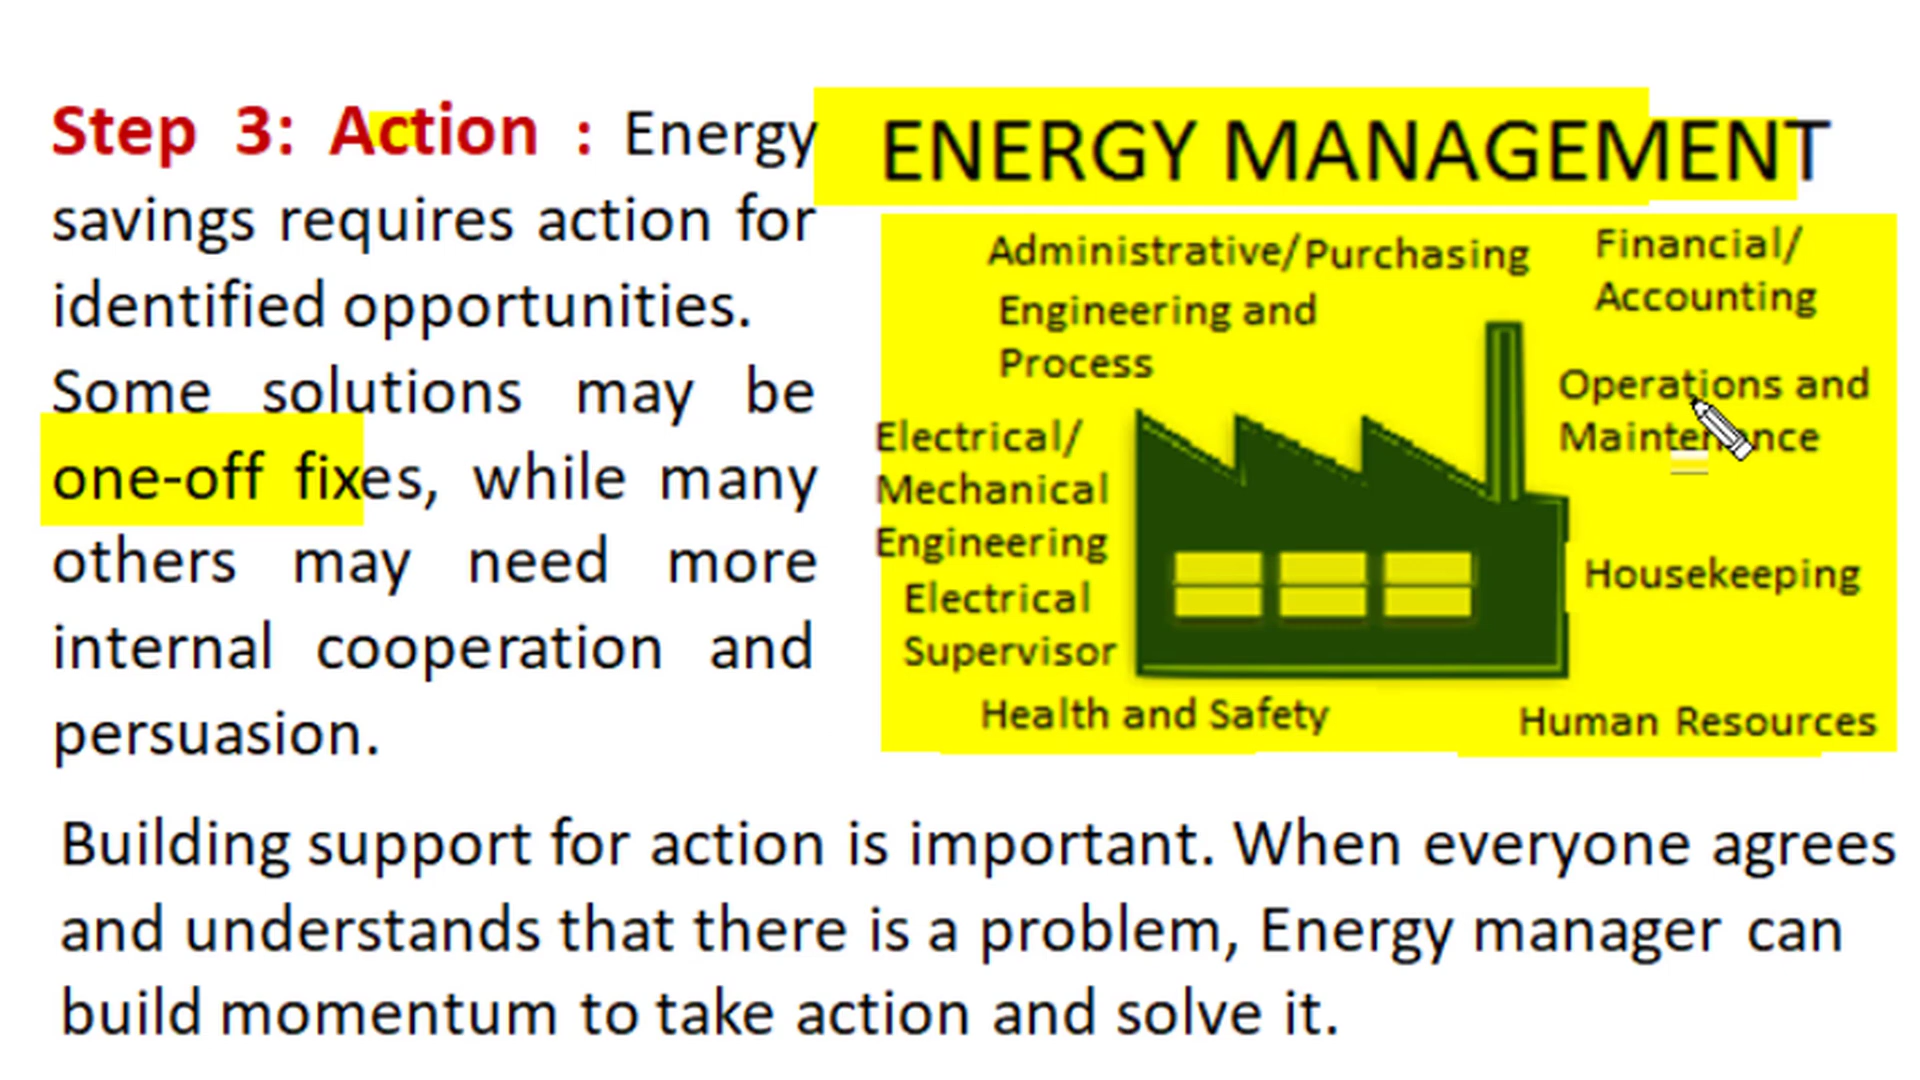 Step 3: Action : Energy
savings requires action for
identified opportunities.
Some solutions may be
one-off fixes, while many
others may need more
internal cooperation and
persuasion.
ENERGY MANAGEMENT
Administrative/Purchasing
Financial/
Accounting
Engineering and
Process
Operations and
Maintenance
Electrical/
Mechanical
Engineering
Housekeeping
Electrical
Supervisor
Health and Safety
Human Resources
Building support for action is important. When everyone agrees
and understands that there is a problem, Energy manager can
build momentum to take action and solve it.